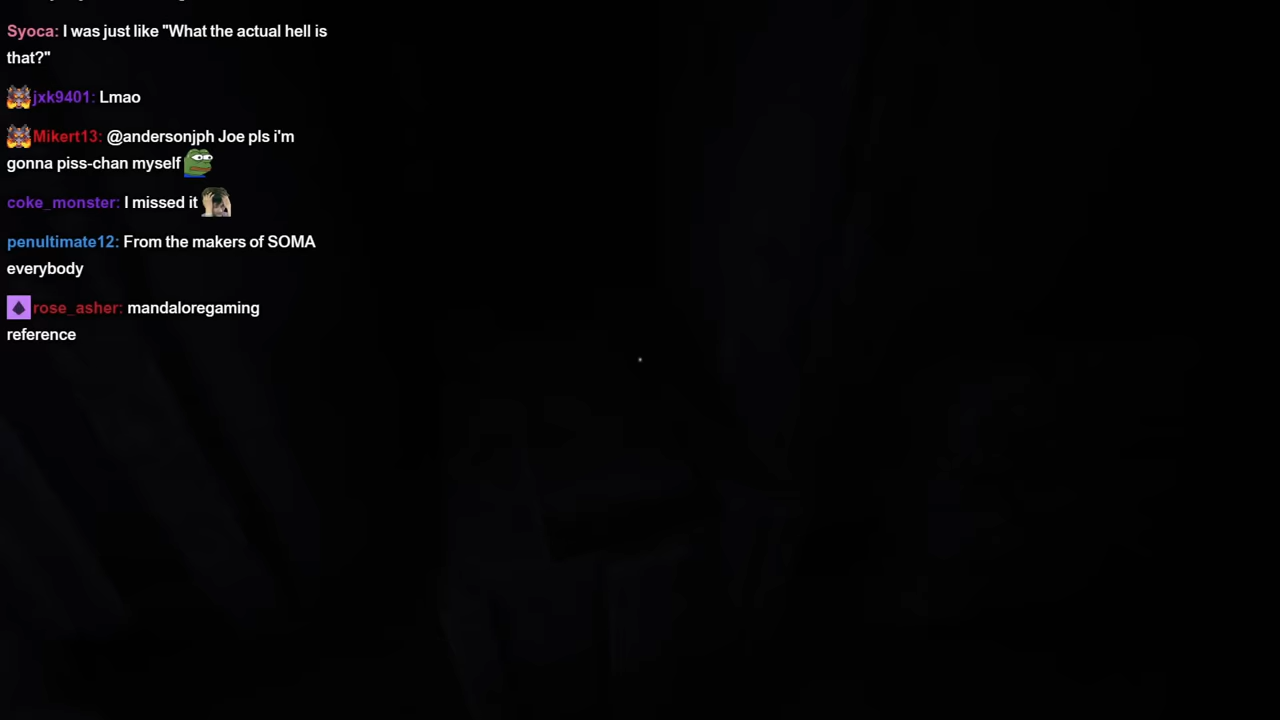 Syoca: I was just like "What the actual hell is
that?"
jxk9401: Lmao
Mikert13: @andersonjph Joe pls i'm
gonna piss-chan myself
coke_monster: I missed it
penultimate12: From the makers of SOMA
everybody
rose_asher: mandaloregaming
reference